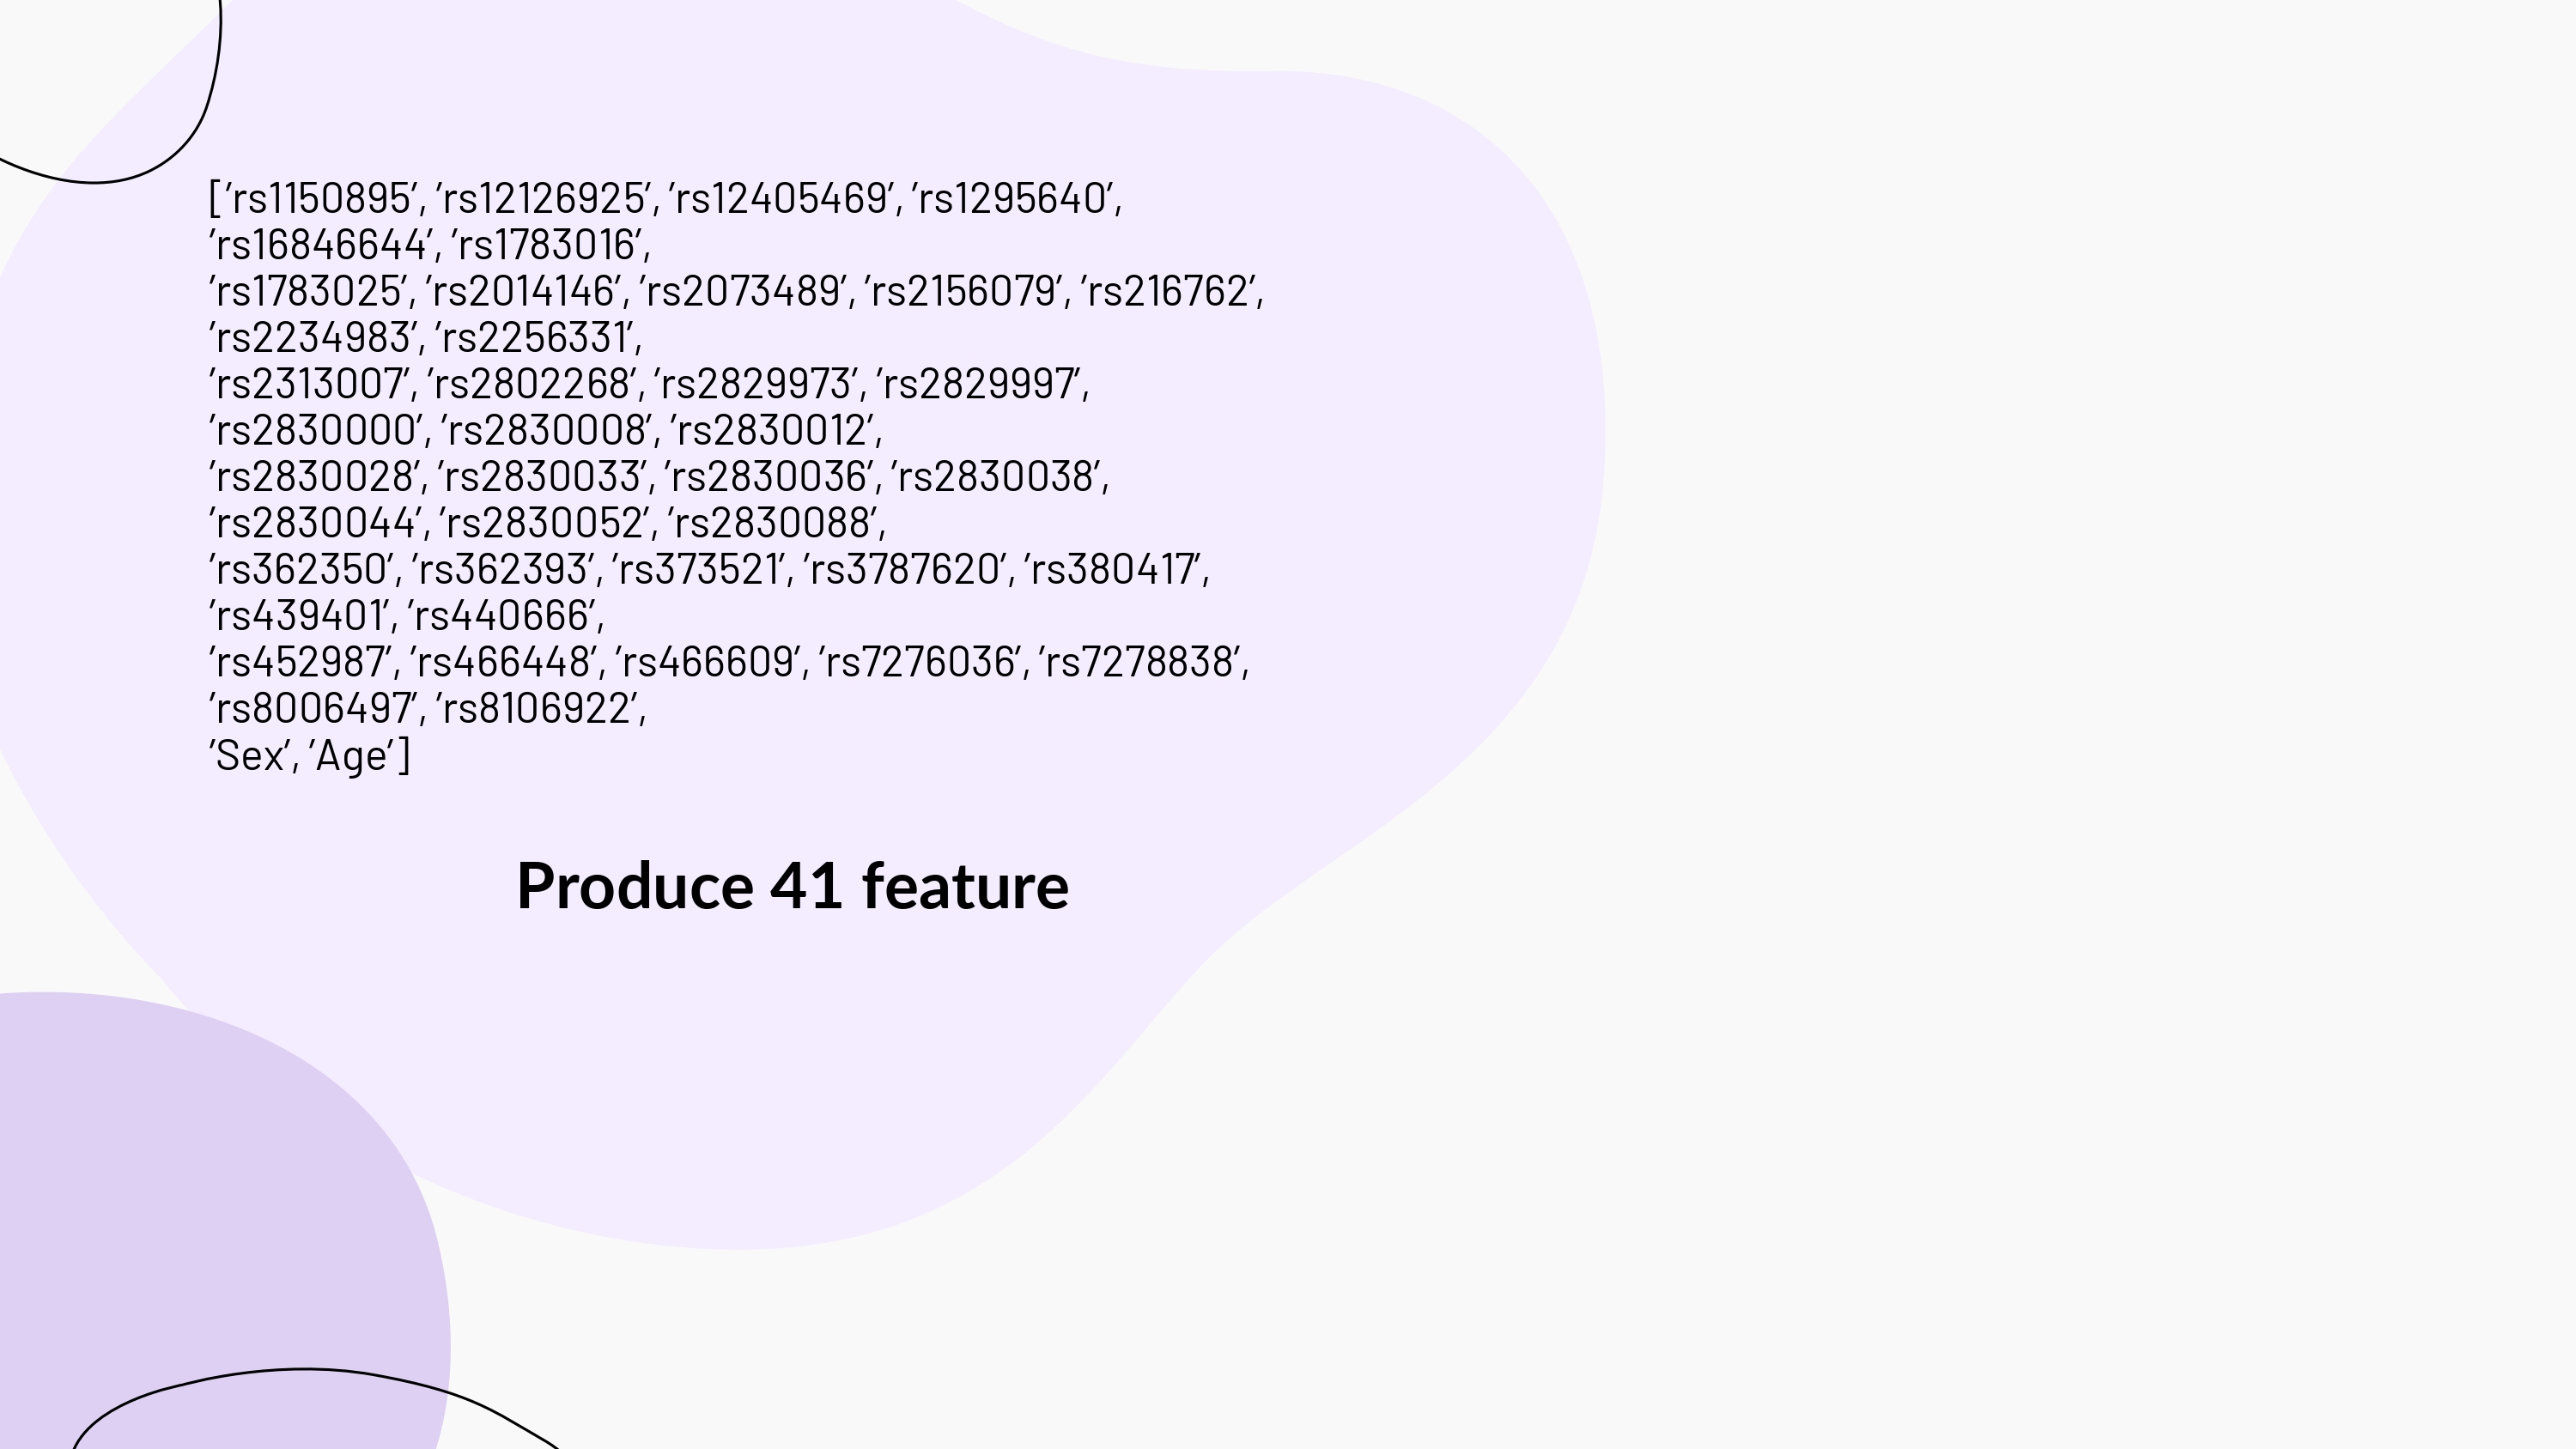 [’rs1150895’, ’rs12126925’, ’rs12405469’, ’rs1295640’,
’rs16846644’, ’rs1783016’,
’rs1783025’, ’rs2014146’, ’rs2073489’, ’rs2156079’, ’rs216762’,
’rs2234983’, ’rs2256331’,
’rs2313007’, ’rs2802268’, ’rs2829973’, ’rs2829997’,
’rs2830000’, ’rs2830008’, ’rs2830012’,
’rs2830028’, ’rs2830033’, ’rs2830036’, ’rs2830038’,
’rs2830044’, ’rs2830052’, ’rs2830088’,
’rs362350’, ’rs362393’, ’rs373521’, ’rs3787620’, ’rs380417’,
’rs439401’, ’rs440666’,
’rs452987’, ’rs466448’, ’rs466609’, ’rs7276036’, ’rs7278838’,
’rs8006497’, ’rs8106922’,
’Sex’, ’Age’]
Produce 41 feature